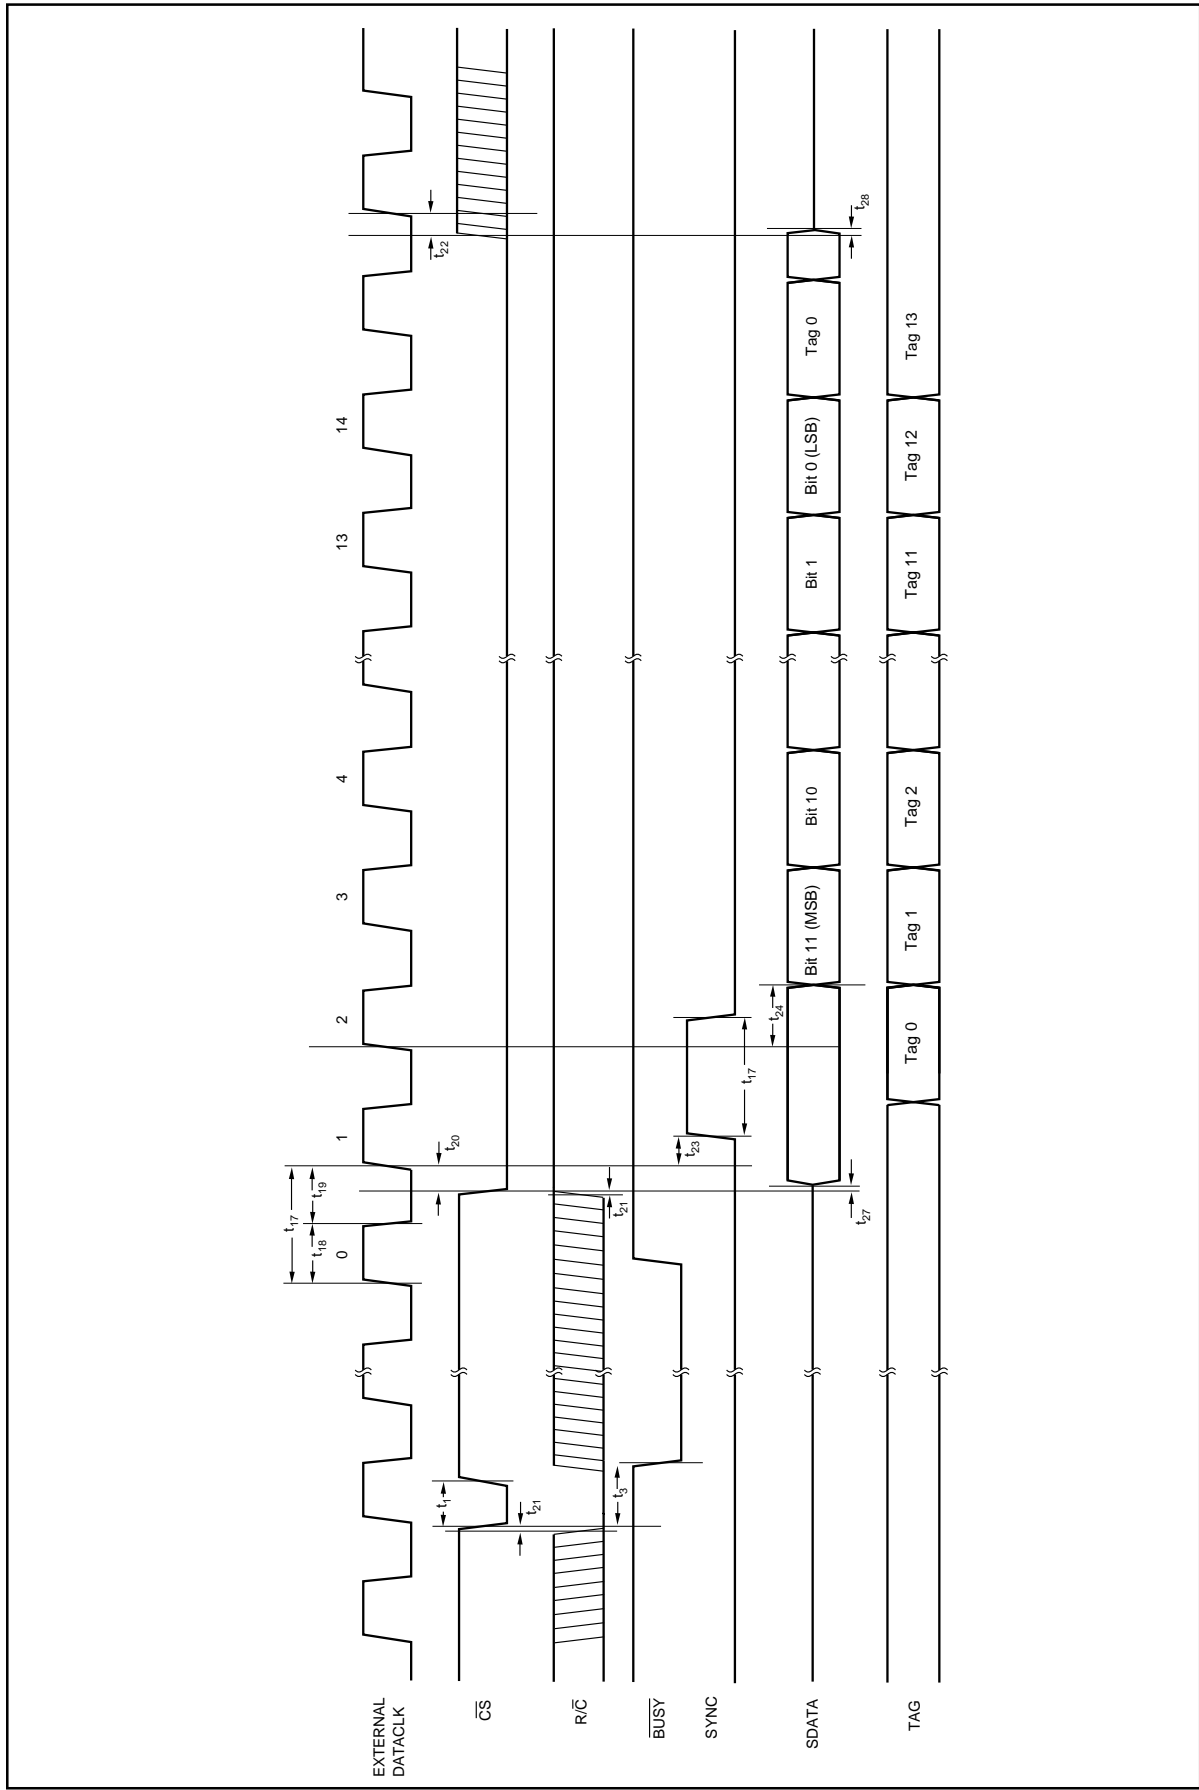 EXTERNAL
DATACLK
0
1
2
3
4
13
14
t17
t18
t19
CS
t1
t20
t22
R/C
t21
t21
BUSY
t3
SYNC
t23
t17
SDATA
t27
t24
Bit 11 (MSB)
Bit 10
Bit 1
Bit 0 (LSB)
Tag 0
t28
TAG
Tag 0
Tag 1
Tag 2
Tag 11
Tag 12
Tag 13